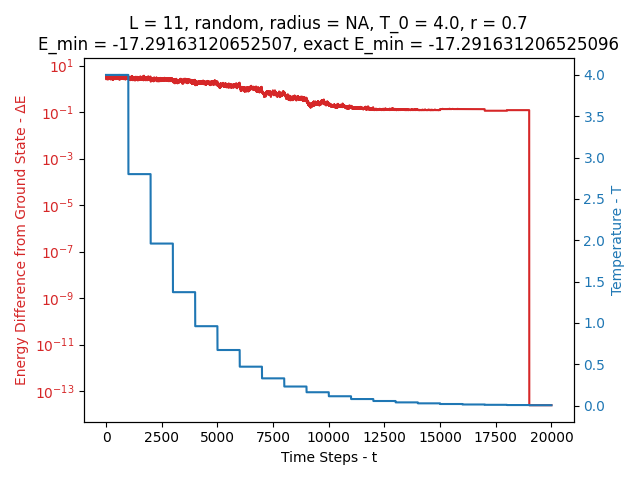 L = 11, random, radius = NA, T_0 = 4.0, r = 0.7
E_min = -17.29163120652507, exact E_min = -17.291631206525096
Energy Difference from Ground State - ΔE
10^1
10^-1
10^-3
10^-5
10^-7
10^-9
10^-11
10^-13
4.0
3.5
3.0
2.5
2.0
1.5
1.0
0.5
0.0
Temperature - T
0 2500 5000 7500 10000 12500 15000 17500 20000
Time Steps - t